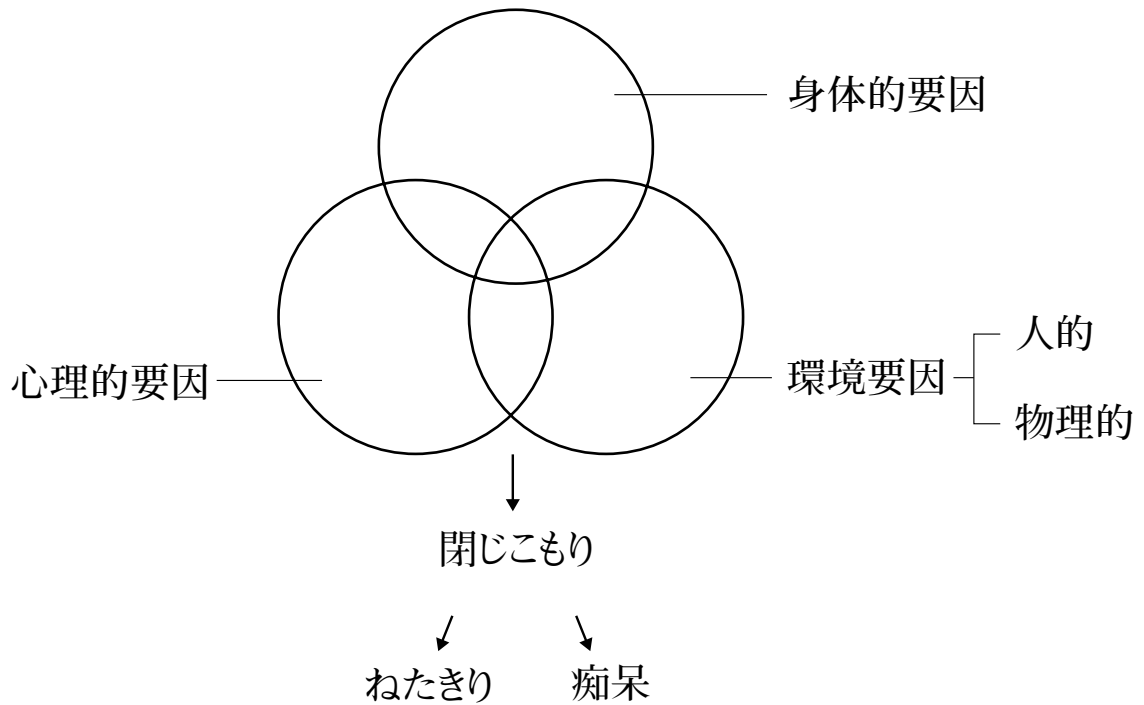 身体的要因
人的
心理的要因
環境要因
物理的
閉じこもり
ねたきり
痴呆